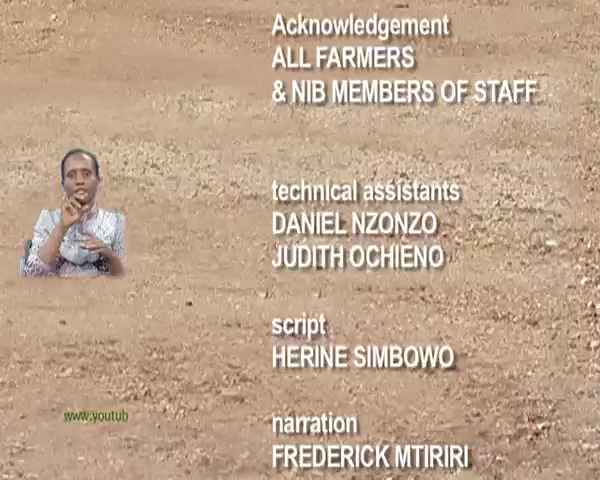 Acknowledgement
ALL FARMERS
& NIB MEMBERS OF STAFF
technical assistants
DANIEL NZONZO
JUDITH OCHIENO
script
HERINE SIMBOWO
www.youtub
narration
FREDERICK MTIRIRI